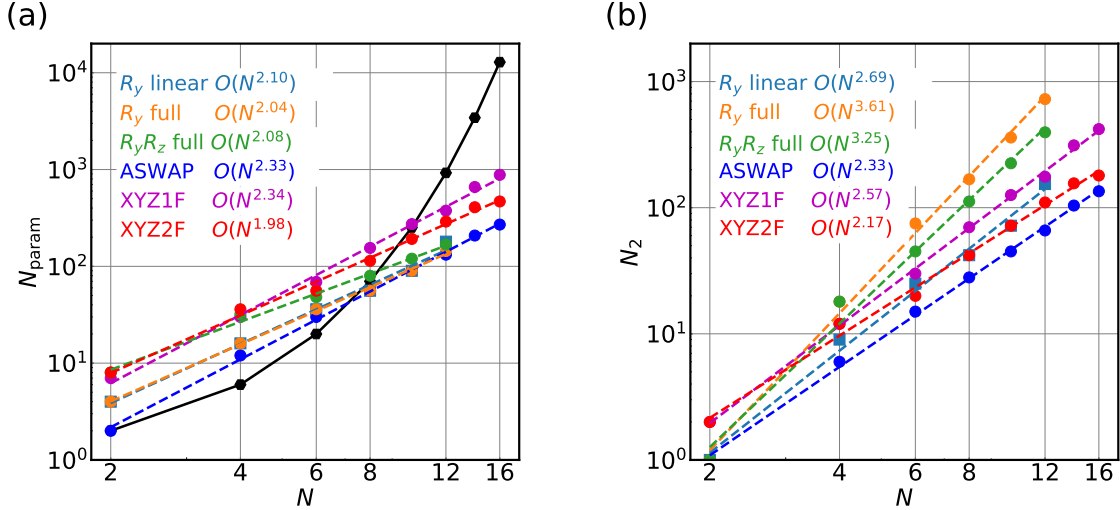 (a)
(b)
10^4
10^3
10^2
10^1
10^0
N_param
R_y linear O(N^2.10)
R_y full O(N^2.04)
R_yR_z full O(N^2.08)
ASWAP O(N^2.33)
XYZ1F O(N^2.34)
XYZ2F O(N^1.98)
2 4 6 8 12 16
N
10^3
10^2
10^1
10^0
N_2
R_y linear O(N^2.69)
R_y full O(N^3.61)
R_yR_z full O(N^3.25)
ASWAP O(N^2.33)
XYZ1F O(N^2.57)
XYZ2F O(N^2.17)
2 4 6 8 12 16
N